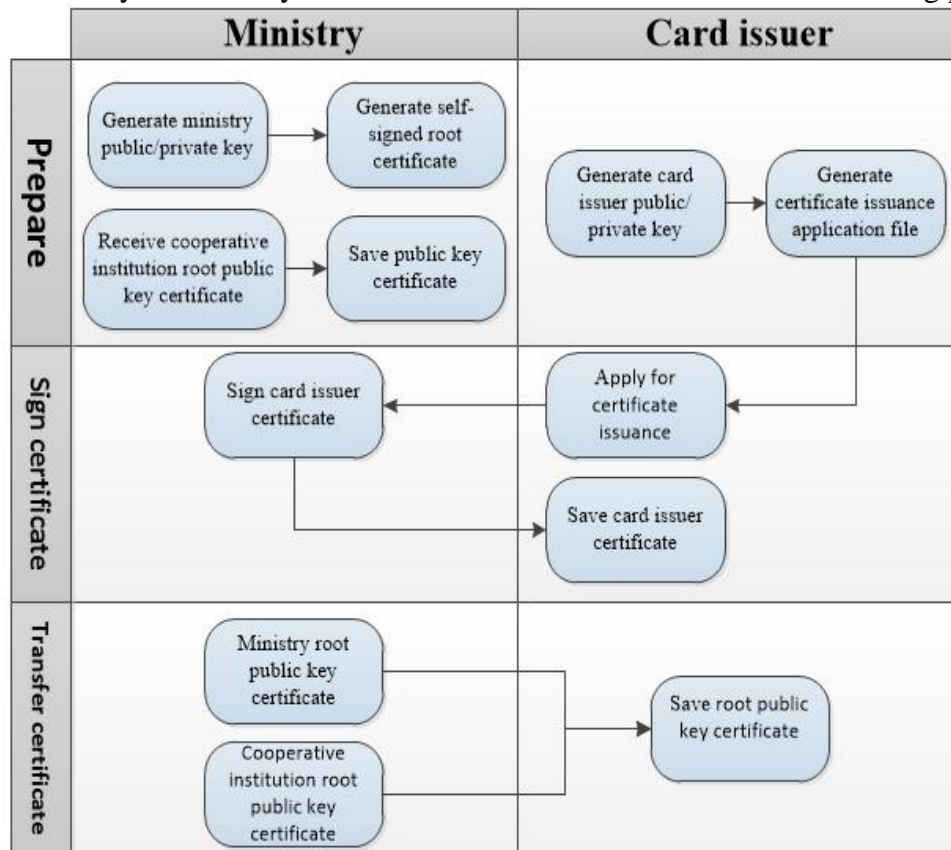 Ministry
Card issuer
Prepare
Generate ministry
public/private key
Generate self-
signed root
certificate
Generate card
issuer public/
private key
Generate
certificate issuance
application file
Receive cooperative
institution root public
key certificate
Save public key
certificate
Sign certificate
Sign card issuer
certificate
Apply for
certificate
issuance
Save card issuer
certificate
Transfer certificate
Ministry root
public key
certificate
Save root public
key certificate
Cooperative
institution root
public key
certificate